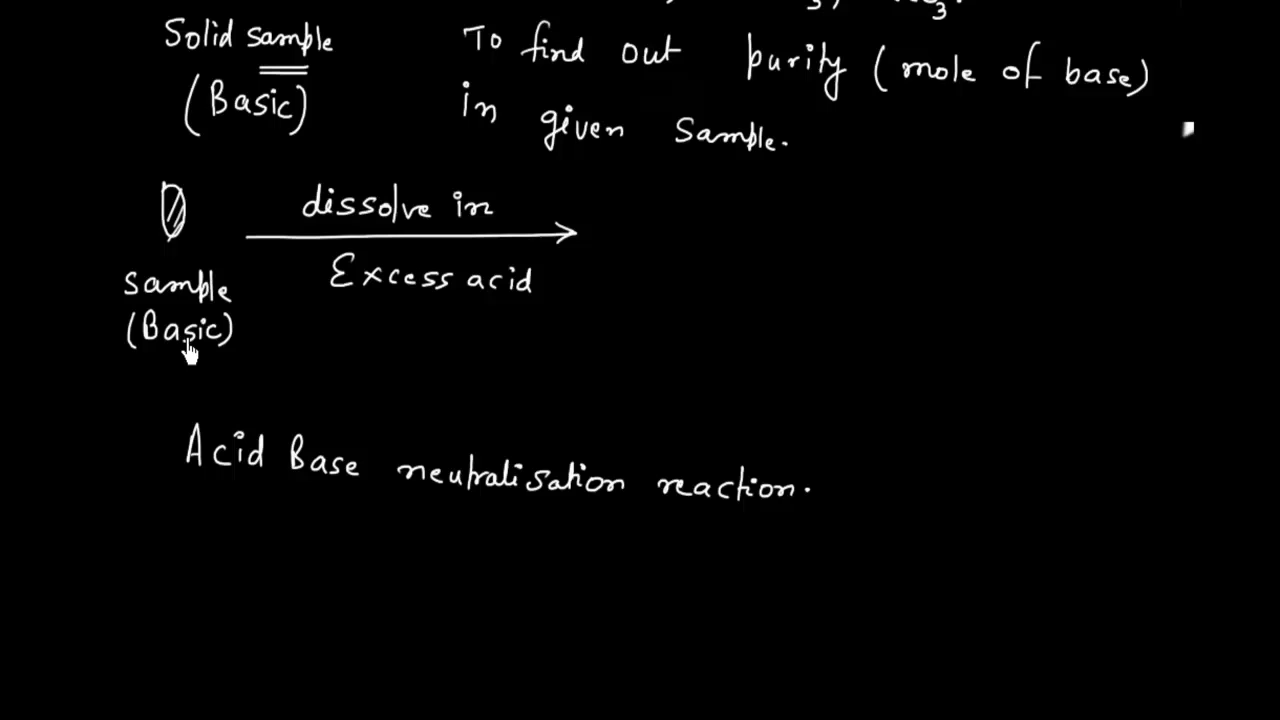 Solid sample To find out purity (mole of base)
(Basic) in given Sample.
dissolve in
Excess acid
Sample
(Basic)
Acid Base neutralisation reaction.